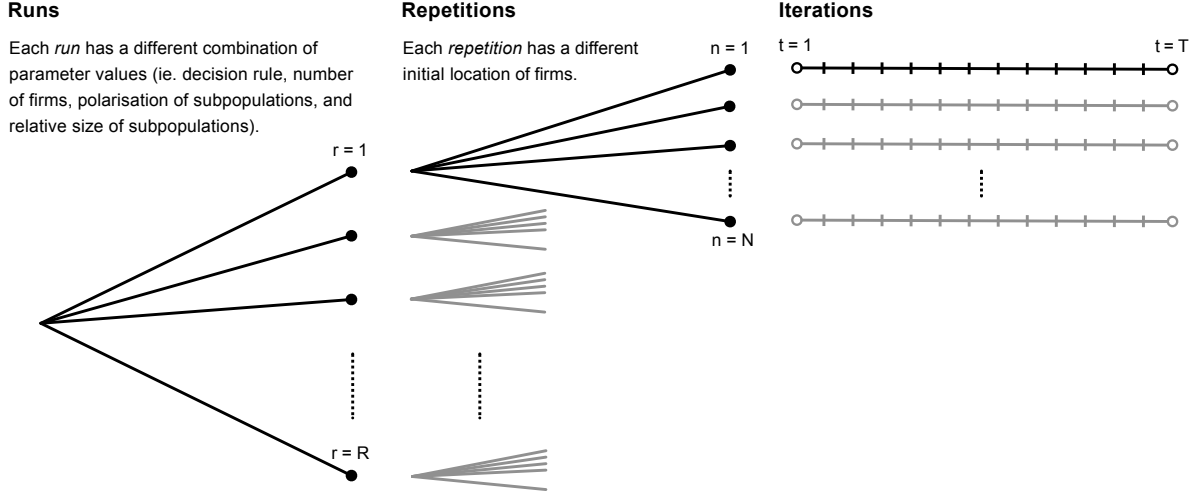 Runs
Each run has a different combination of
parameter values (ie. decision rule, number
of firms, polarisation of subpopulations, and
relative size of subpopulations).
r = 1
r = R
Repetitions
Each repetition has a different
initial location of firms.
n = 1
n = N
Iterations
t = 1
t = T